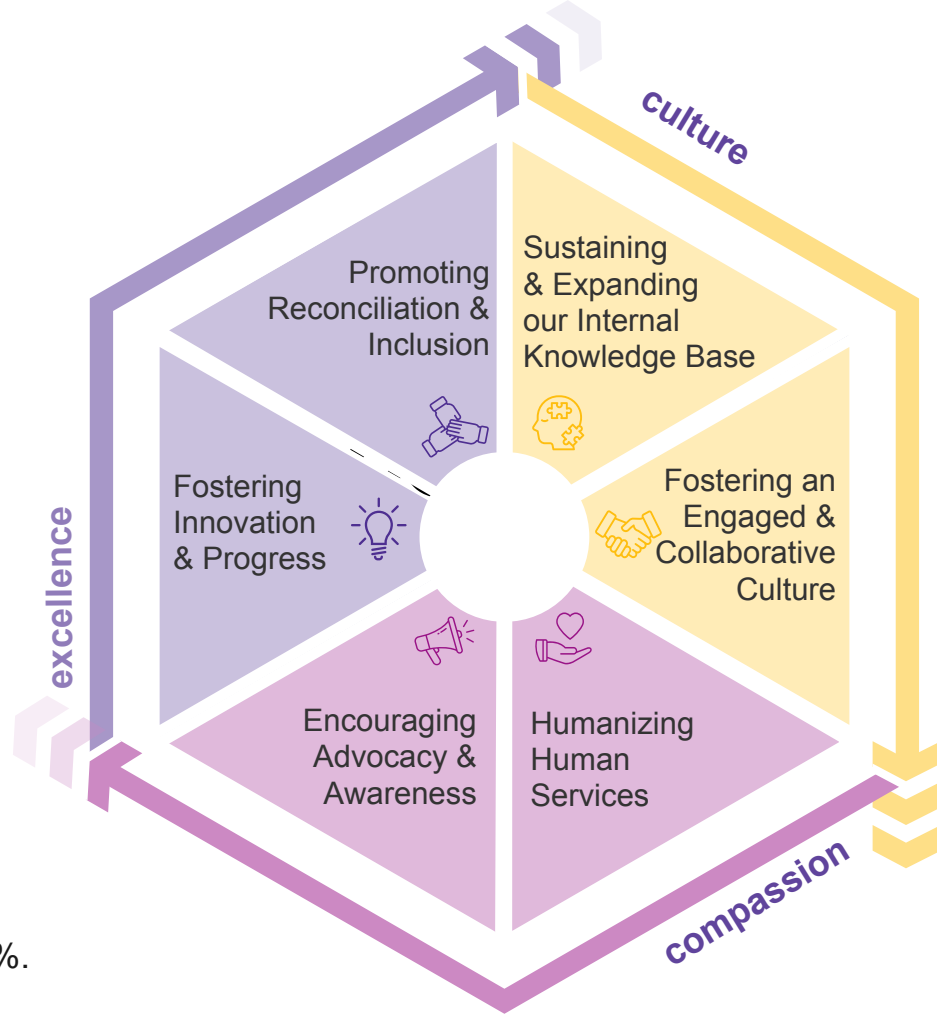 culture
Sustaining
& Expanding
our Internal
Knowledge Base
Fostering an
Engaged &
Collaborative
Culture
compassion
Humanizing
Human
Services
Encouraging
Advocacy &
Awareness
excellence
Fostering
Innovation
& Progress
Promoting
Reconciliation &
Inclusion
%.